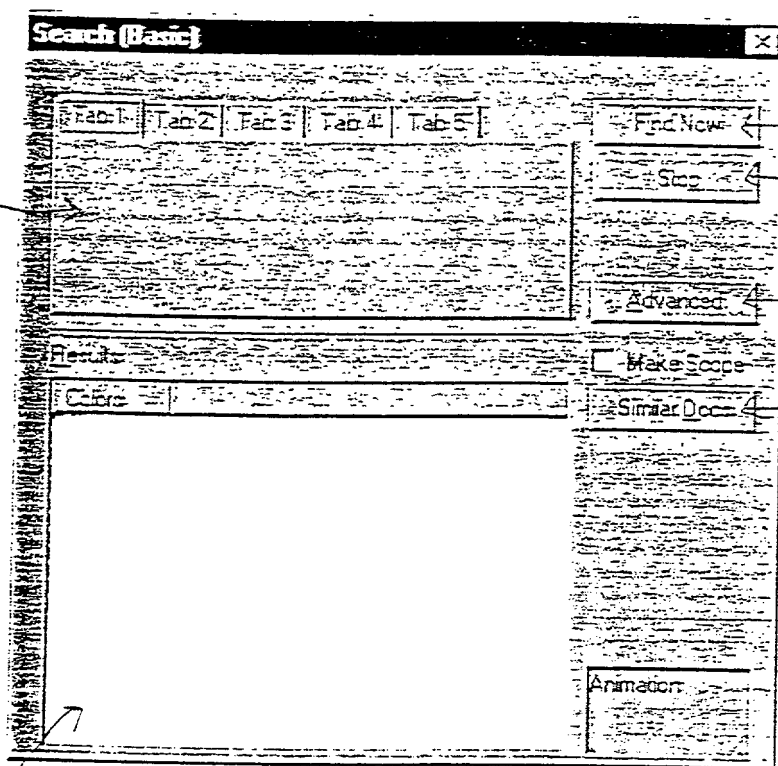 Search (Basic)
Tab 1 Tab 2 Tab 3 Tab 4 Tab 5
Find Now
Stop
Advanced
Results
Make Scope
Colors
Similar Docs
Animation